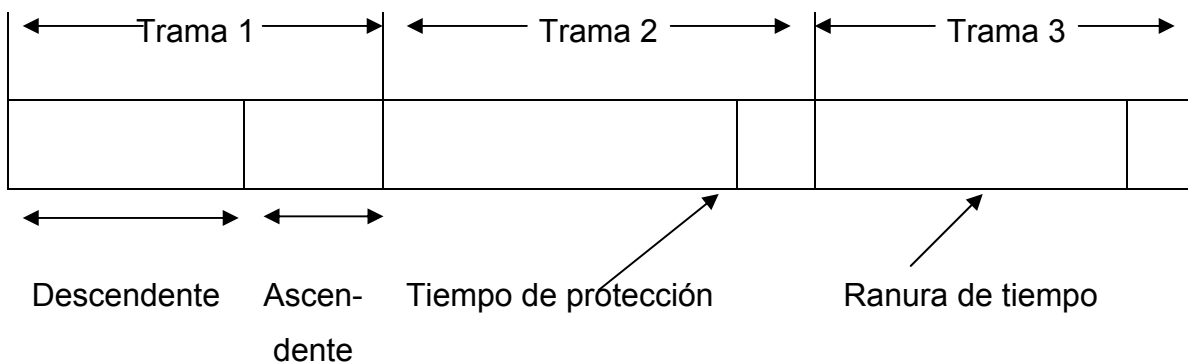 Trama 1 Trama 2 Trama 3
Descendente Ascen- Tiempo de protección Ranura de tiempo
dente